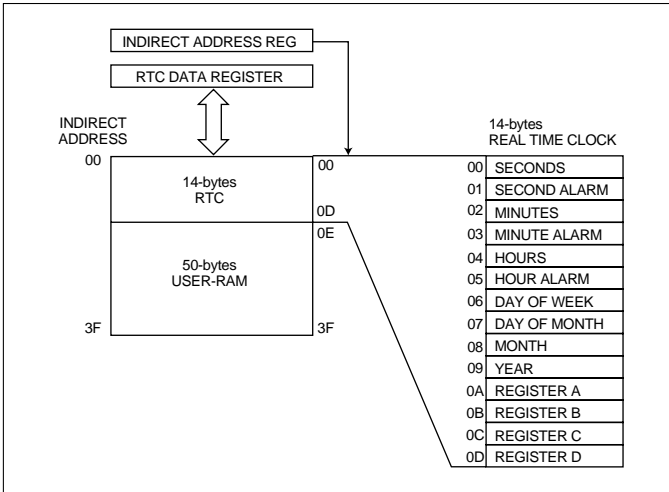 INDIRECT ADDRESS REG
RTC DATA REGISTER
INDIRECT
ADDRESS
00
14-bytes
RTC
00
0D
0E
50-bytes
USER-RAM
3F
3F
14-bytes
REAL TIME CLOCK
00 SECONDS
01 SECOND ALARM
02 MINUTES
03 MINUTE ALARM
04 HOURS
05 HOUR ALARM
06 DAY OF WEEK
07 DAY OF MONTH
08 MONTH
09 YEAR
0A REGISTER A
0B REGISTER B
0C REGISTER C
0D REGISTER D